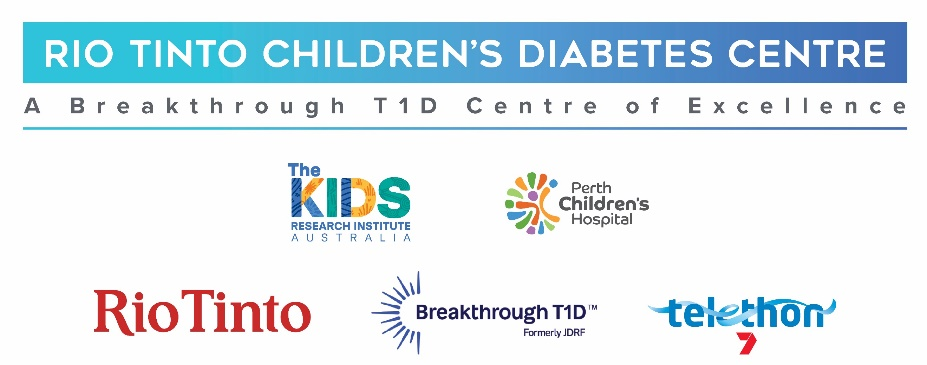 RIO TINTO CHILDREN'S DIABETES CENTRE
A Breakthrough T1D Centre of Excellence
The
KIDS
RESEARCH INSTITUTE
AUSTRALIA
Perth
Children's
Hospital
RioTinto
Breakthrough T1D™
Formerly JDRF
telethon
7